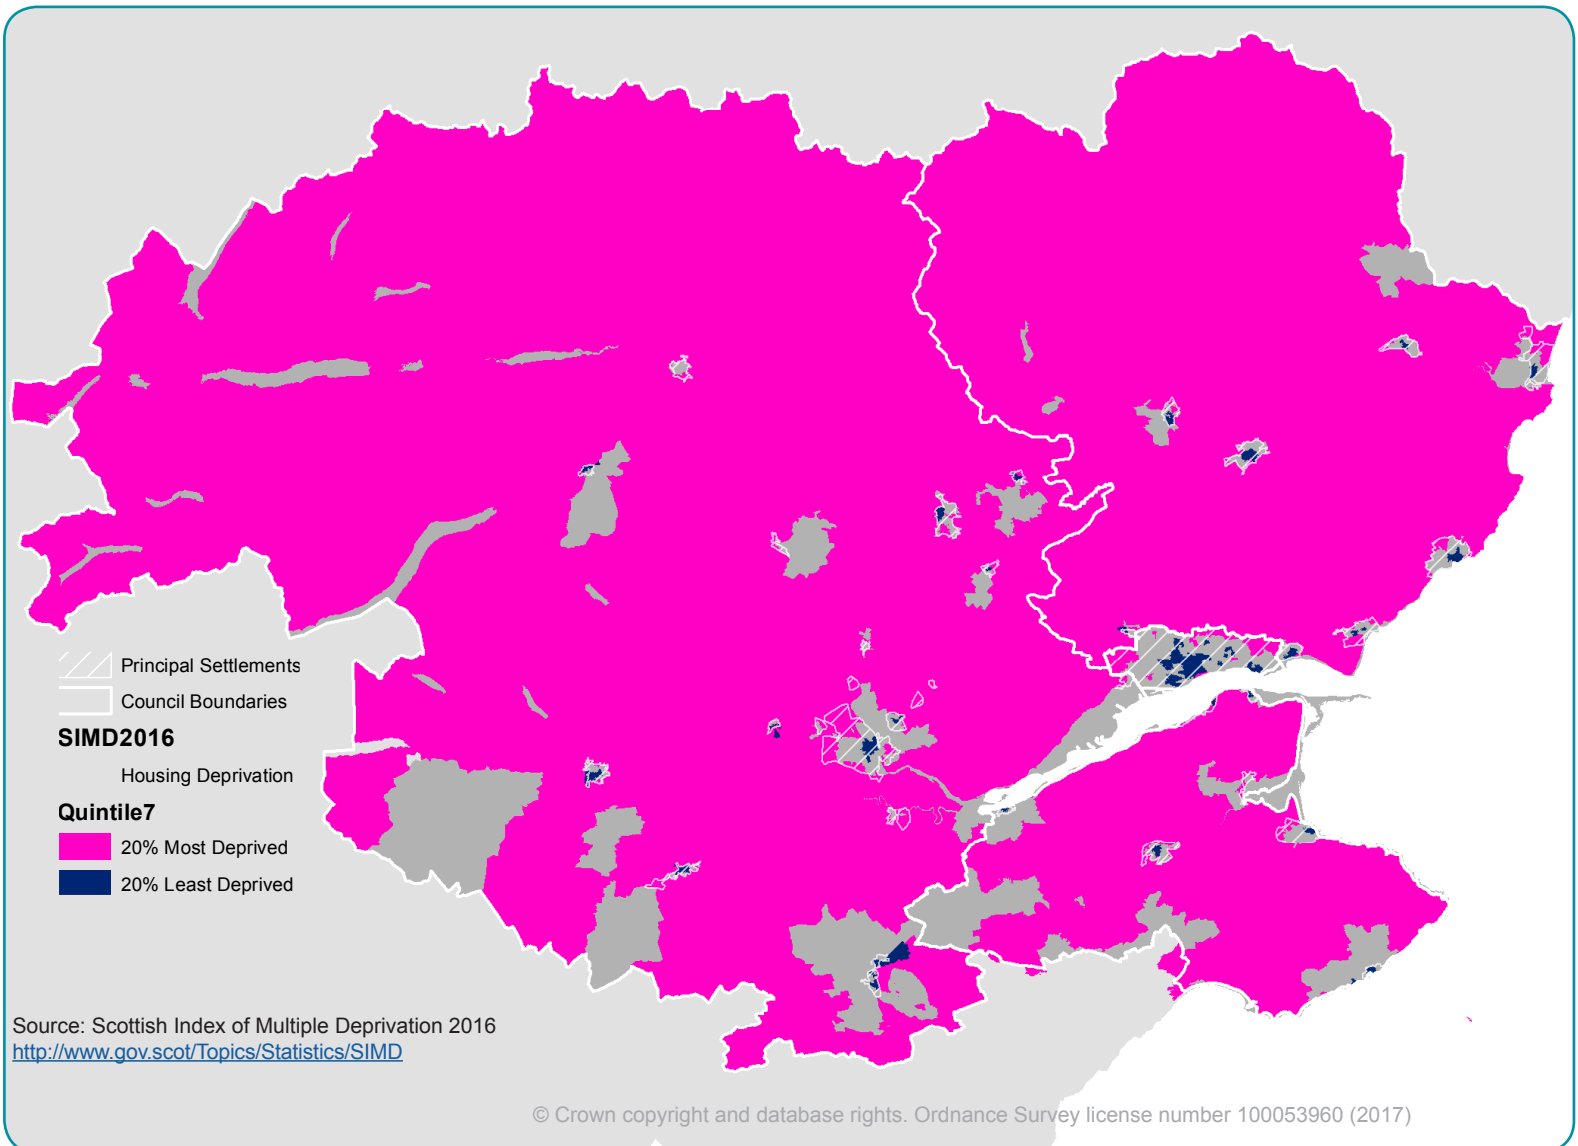 Principal Settlements
Council Boundaries
SIMD2016
Housing Deprivation
Quintile7
20% Most Deprived
20% Least Deprived
Source: Scottish Index of Multiple Deprivation 2016
http://www.gov.scot/Topics/Statistics/SIMD
© Crown copyright and database rights. Ordnance Survey license number 100053960 (2017)